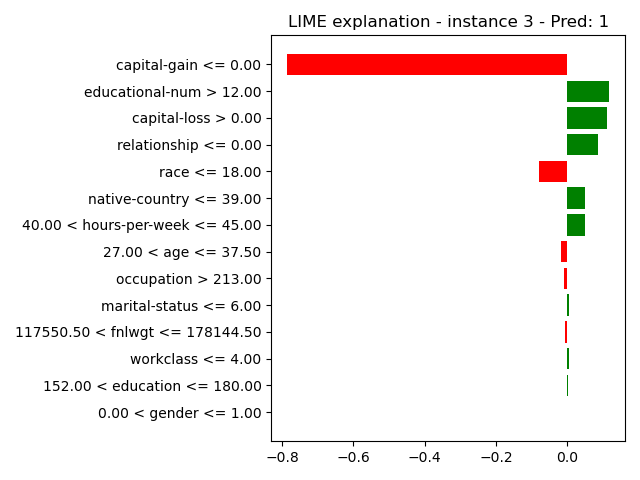 LIME explanation - instance 3 - Pred: 1
capital-gain <= 0.00
educational-num > 12.00
capital-loss > 0.00
relationship <= 0.00
race <= 18.00
native-country <= 39.00
40.00 < hours-per-week <= 45.00
27.00 < age <= 37.50
occupation > 213.00
marital-status <= 6.00
117550.50 < fnlwgt <= 178144.50
workclass <= 4.00
152.00 < education <= 180.00
0.00 < gender <= 1.00
−0.8 −0.6 −0.4 −0.2 0.0